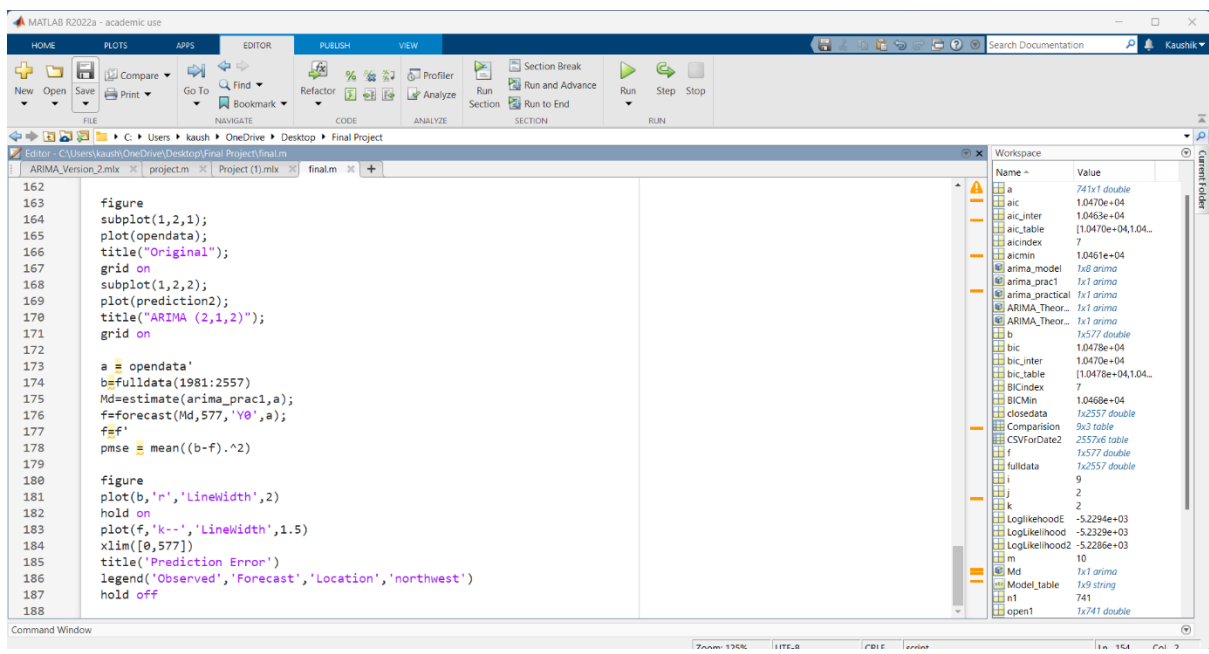 MATLAB R2022a - academic use
HOME PLOTS APPS EDITOR PUBLISH VIEW Search Documentation Kaushik
New Open Save Compare Print Go To Find Bookmark Refactor Profiler Analyze Run Section Section Break Run and Advance Run to End Run Step Stop
FILE NAVIGATE CODE ANALYZE SECTION RUN
C: Users kaush OneDrive Desktop Final Project
Editor - C:\Users\kaush\OneDrive\Desktop\Final Project\final.m
ARIMA_Version_2.mlx project.m Project (1).mlx final.m +
162
163 figure
164 subplot(1,2,1);
165 plot(opendata);
166 title("Original");
167 grid on
168 subplot(1,2,2);
169 plot(prediction2);
170 title("ARIMA (2,1,2)");
171 grid on
172
173 a = opendata'
174 b=fulldata(1981:2557)
175 Md=estimate(arima_prac1,a);
176 f=forecast(Md,577,'Y0',a);
177 f=f'
178 pmse = mean((b-f).^2)
179
180 figure
181 plot(b,'r','LineWidth',2)
182 hold on
183 plot(f,'k--','LineWidth',1.5)
184 xlim([0,577])
185 title('Prediction Error')
186 legend('Observed','Forecast','Location','northwest')
187 hold off
188
Workspace
Name Value
a 741x1 double
aic 1.0470e+04
aic_inter 1.0463e+04
aic_table [1.0470e+04,1.04...
aicindex 7
aicmin 1.0461e+04
arima_model 1x8 arima
arima_prac1 1x1 arima
arima_practical 1x1 arima
ARIMA_Theor... 1x1 arima
ARIMA_Theor... 1x1 arima
b 1x577 double
bic 1.0478e+04
bic_inter 1.0470e+04
bic_table [1.0478e+04,1.04...
BICindex 7
BICMin 1.0468e+04
closedata 1x2557 double
Comparision 9x3 table
CSVForDate2 2557x6 table
f 1x577 double
fulldata 1x2557 double
i 9
j 2
k 2
LoglikehoodE -5.2294e+03
LogLikelihood -5.2329e+03
LogLikelihood2 -5.2286e+03
m 10
Md 1x1 arima
Model_table 1x9 string
n1 741
open1 1x741 double
Current Folder
Command Window
Zoom: 125% UTF-8 CRLF script Ln 154 Col 2